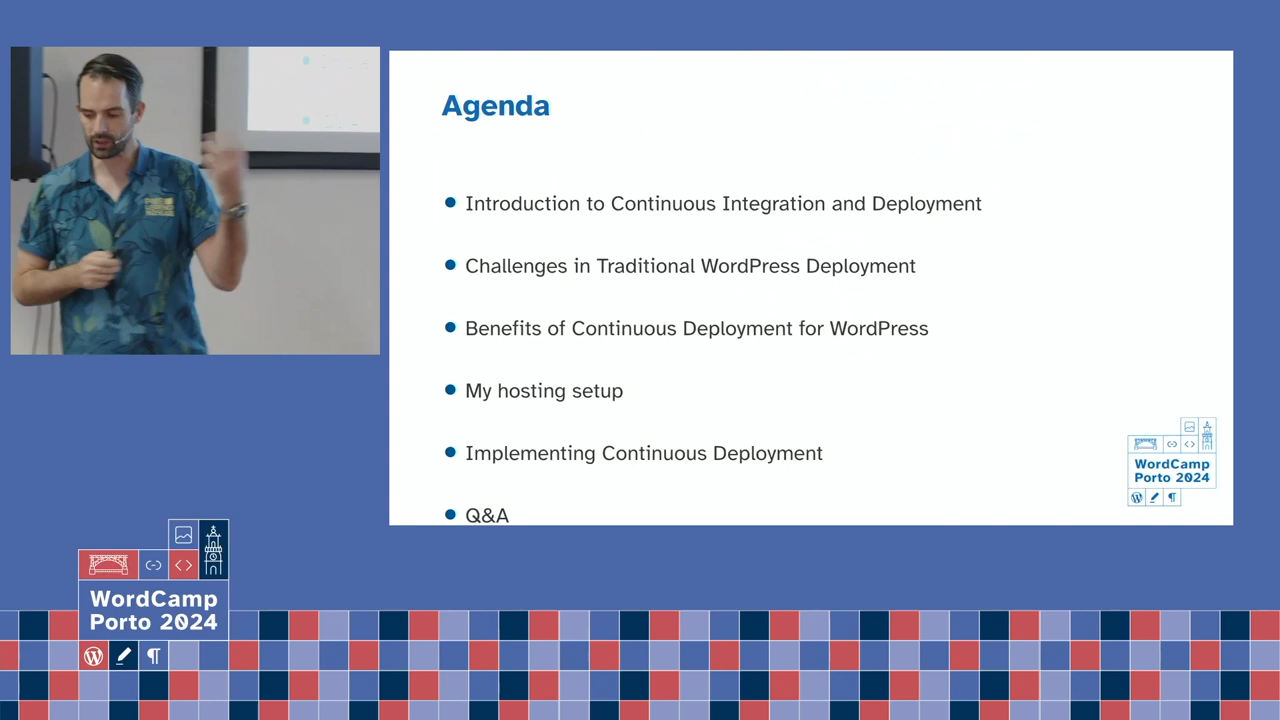 Agenda
Introduction to Continuous Integration and Deployment
Challenges in Traditional WordPress Deployment
Benefits of Continuous Deployment for WordPress
My hosting setup
Implementing Continuous Deployment
Q&A
WordCamp
Porto 2024
WordCamp
Porto 2024